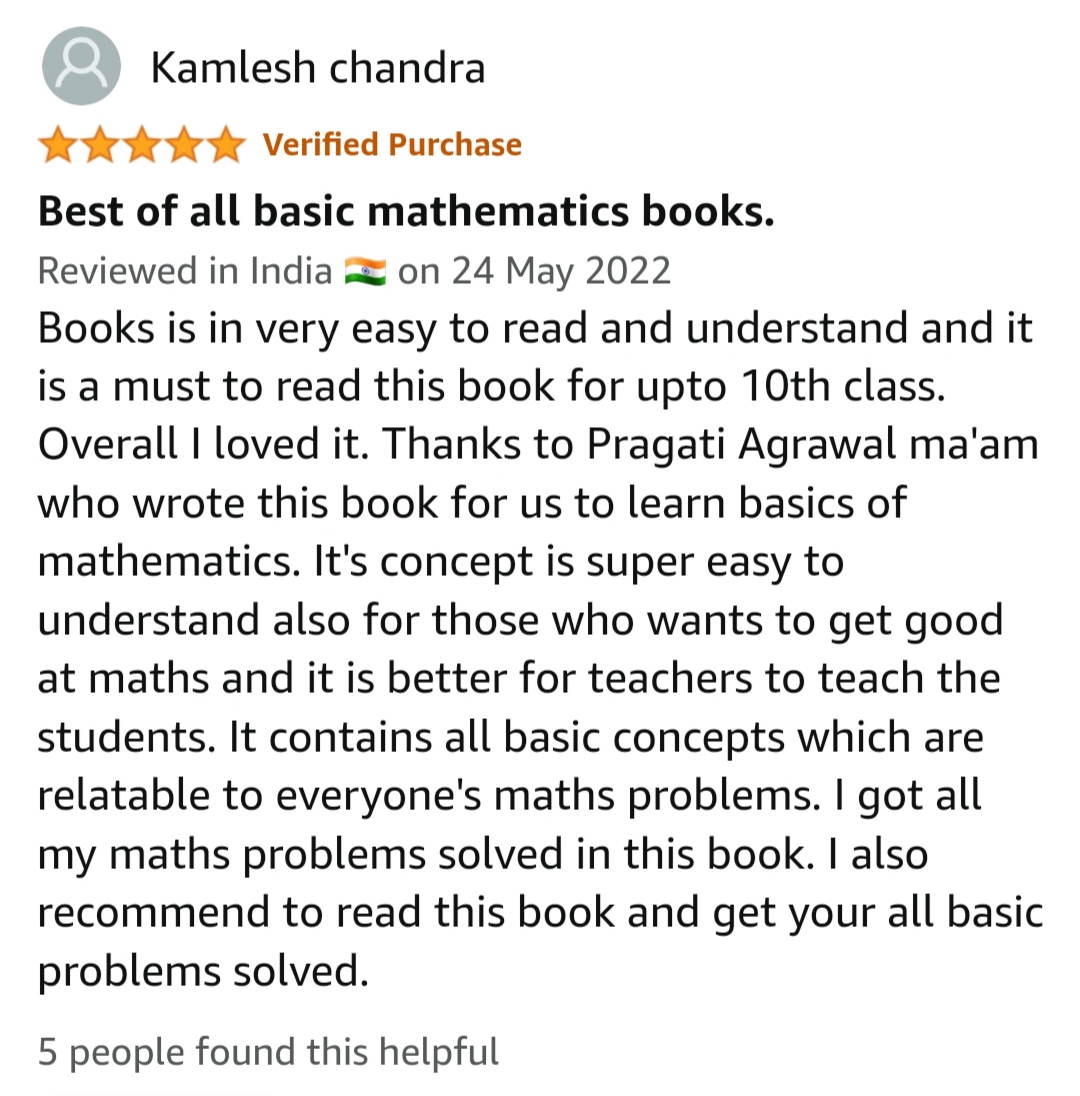 Kamlesh chandra
Verified Purchase
Best of all basic mathematics books.
Reviewed in India 🇮🇳 on 24 May 2022
Books is in very easy to read and understand and it
is a must to read this book for upto 10th class.
Overall I loved it. Thanks to Pragati Agrawal ma'am
who wrote this book for us to learn basics of
mathematics. It's concept is super easy to
understand also for those who wants to get good
at maths and it is better for teachers to teach the
students. It contains all basic concepts which are
relatable to everyone's maths problems. I got all
my maths problems solved in this book. I also
recommend to read this book and get your all basic
problems solved.
5 people found this helpful